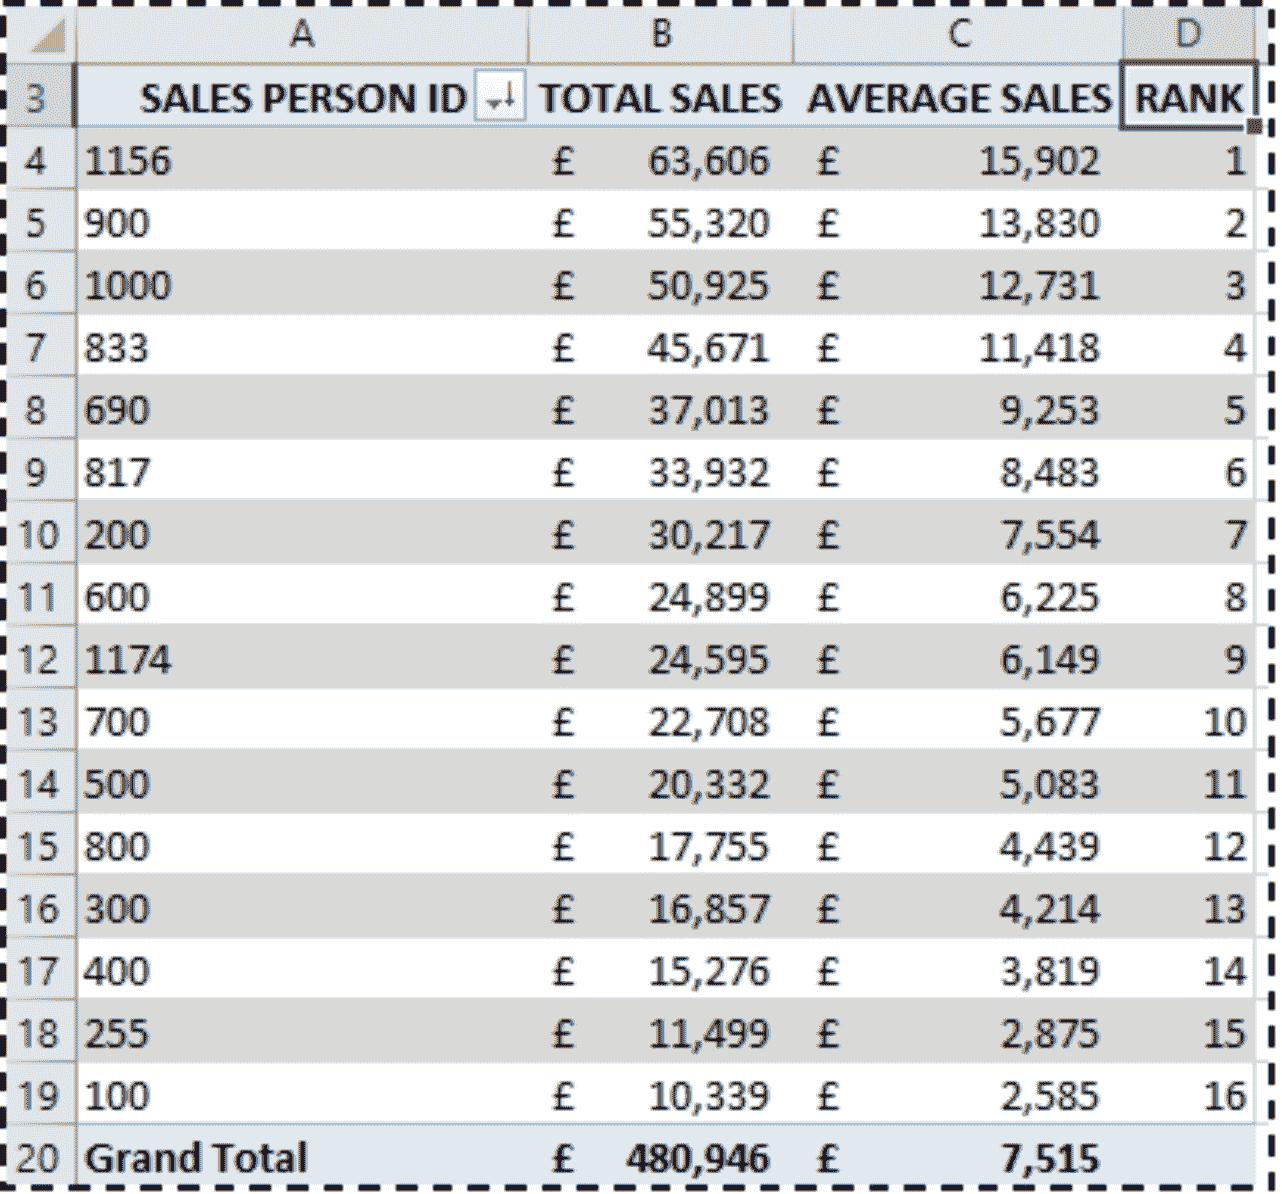 A B C D
3 SALES PERSON ID TOTAL SALES AVERAGE SALES RANK
4 1156 £ 63,606 £ 15,902 1
5 900 £ 55,320 £ 13,830 2
6 1000 £ 50,925 £ 12,731 3
7 833 £ 45,671 £ 11,418 4
8 690 £ 37,013 £ 9,253 5
9 817 £ 33,932 £ 8,483 6
10 200 £ 30,217 £ 7,554 7
11 600 £ 24,899 £ 6,225 8
12 1174 £ 24,595 £ 6,149 9
13 700 £ 22,708 £ 5,677 10
14 500 £ 20,332 £ 5,083 11
15 800 £ 17,755 £ 4,439 12
16 300 £ 16,857 £ 4,214 13
17 400 £ 15,276 £ 3,819 14
18 255 £ 11,499 £ 2,875 15
19 100 £ 10,339 £ 2,585 16
20 Grand Total £ 480,946 £ 7,515